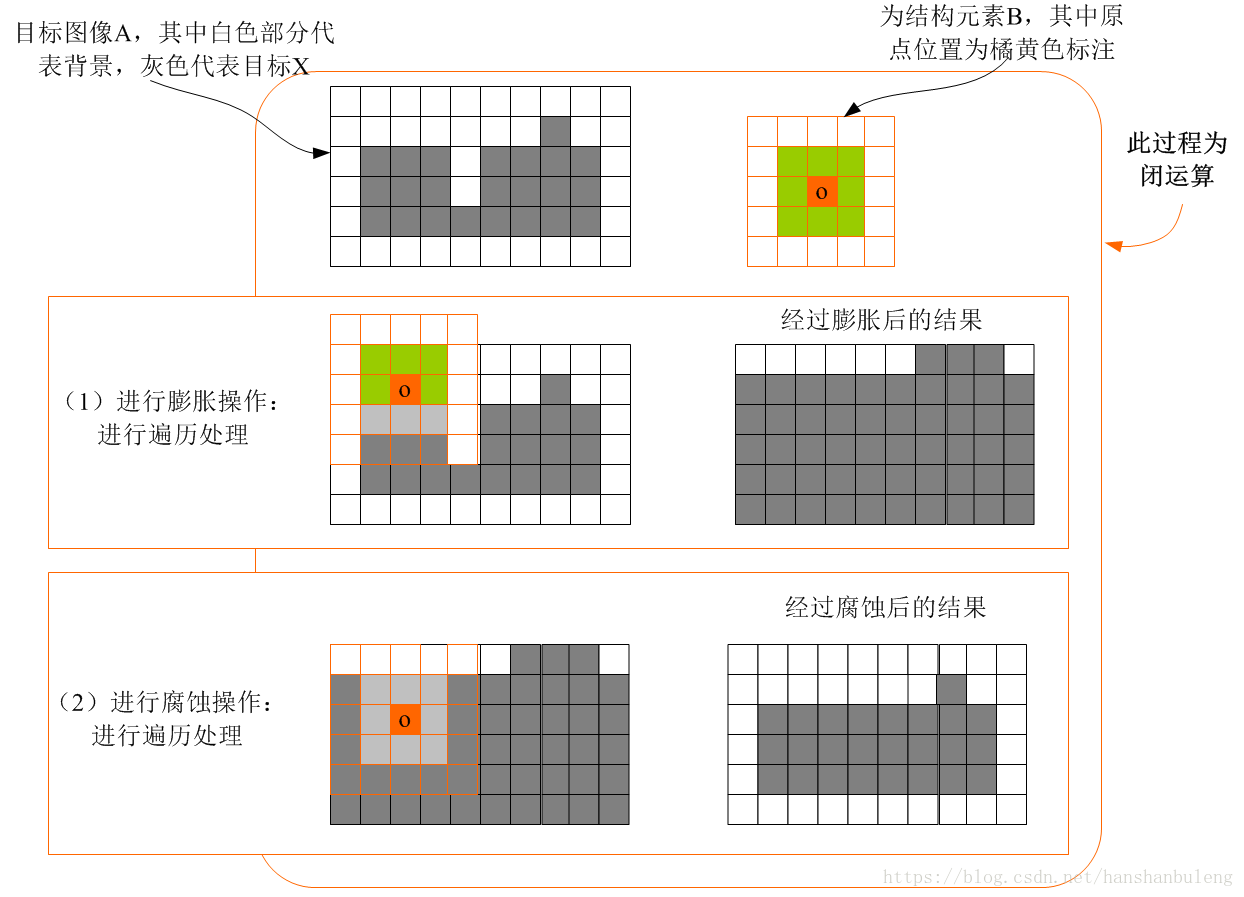 目标图像A，其中白色部分代
表背景，灰色代表目标X
为结构元素B，其中原
点位置为橘黄色标注
此过程为
闭运算
O
经过膨胀后的结果
（1）进行膨胀操作：
进行遍历处理
O
经过腐蚀后的结果
（2）进行腐蚀操作：
进行遍历处理
O
https://blog.csdn.net/hanshanbuleng